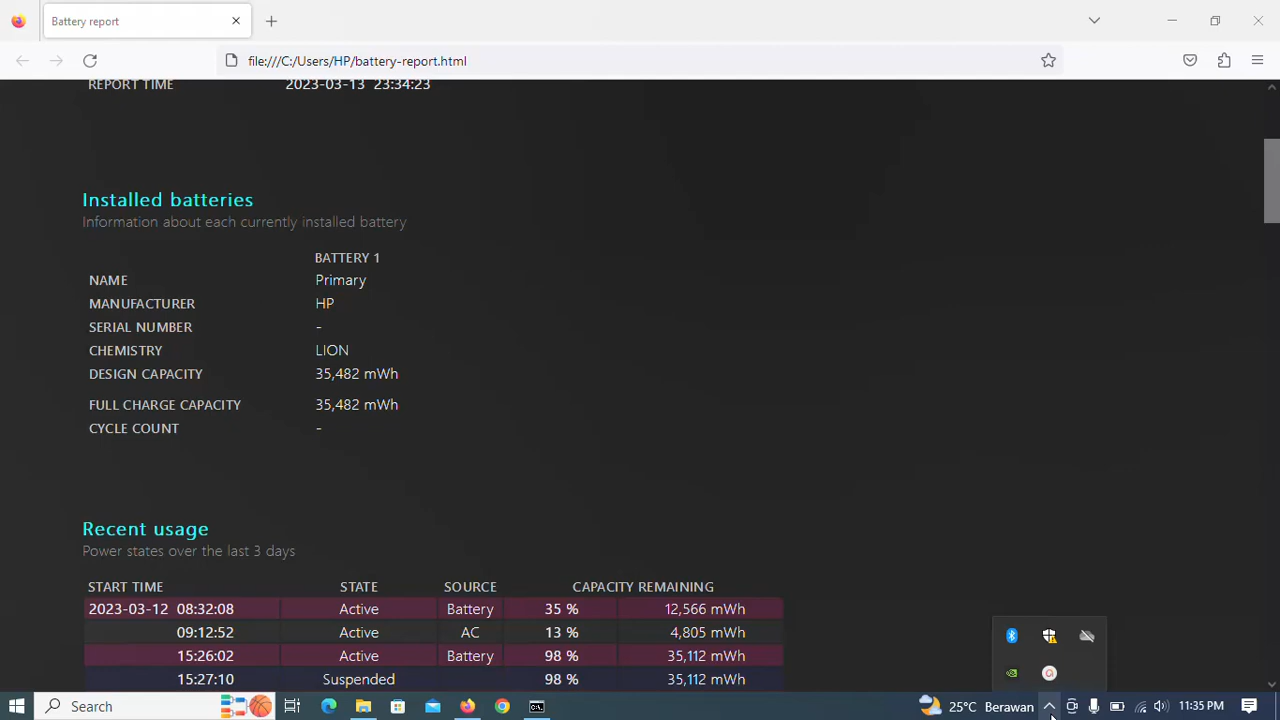 Battery report
file:///C:/Users/HP/battery-report.html
REPORT TIME 2023-03-13 23:34:23
Installed batteries
Information about each currently installed battery
BATTERY 1
NAME Primary
MANUFACTURER HP
SERIAL NUMBER -
CHEMISTRY LION
DESIGN CAPACITY 35,482 mWh
FULL CHARGE CAPACITY 35,482 mWh
CYCLE COUNT -
Recent usage
Power states over the last 3 days
START TIME STATE SOURCE CAPACITY REMAINING
2023-03-12 08:32:08 Active Battery 35 % 12,566 mWh
09:12:52 Active AC 13 % 4,805 mWh
15:26:02 Active Battery 98 % 35,112 mWh
15:27:10 Suspended 98 % 35,112 mWh
Search 25°C Berawan 11:35 PM